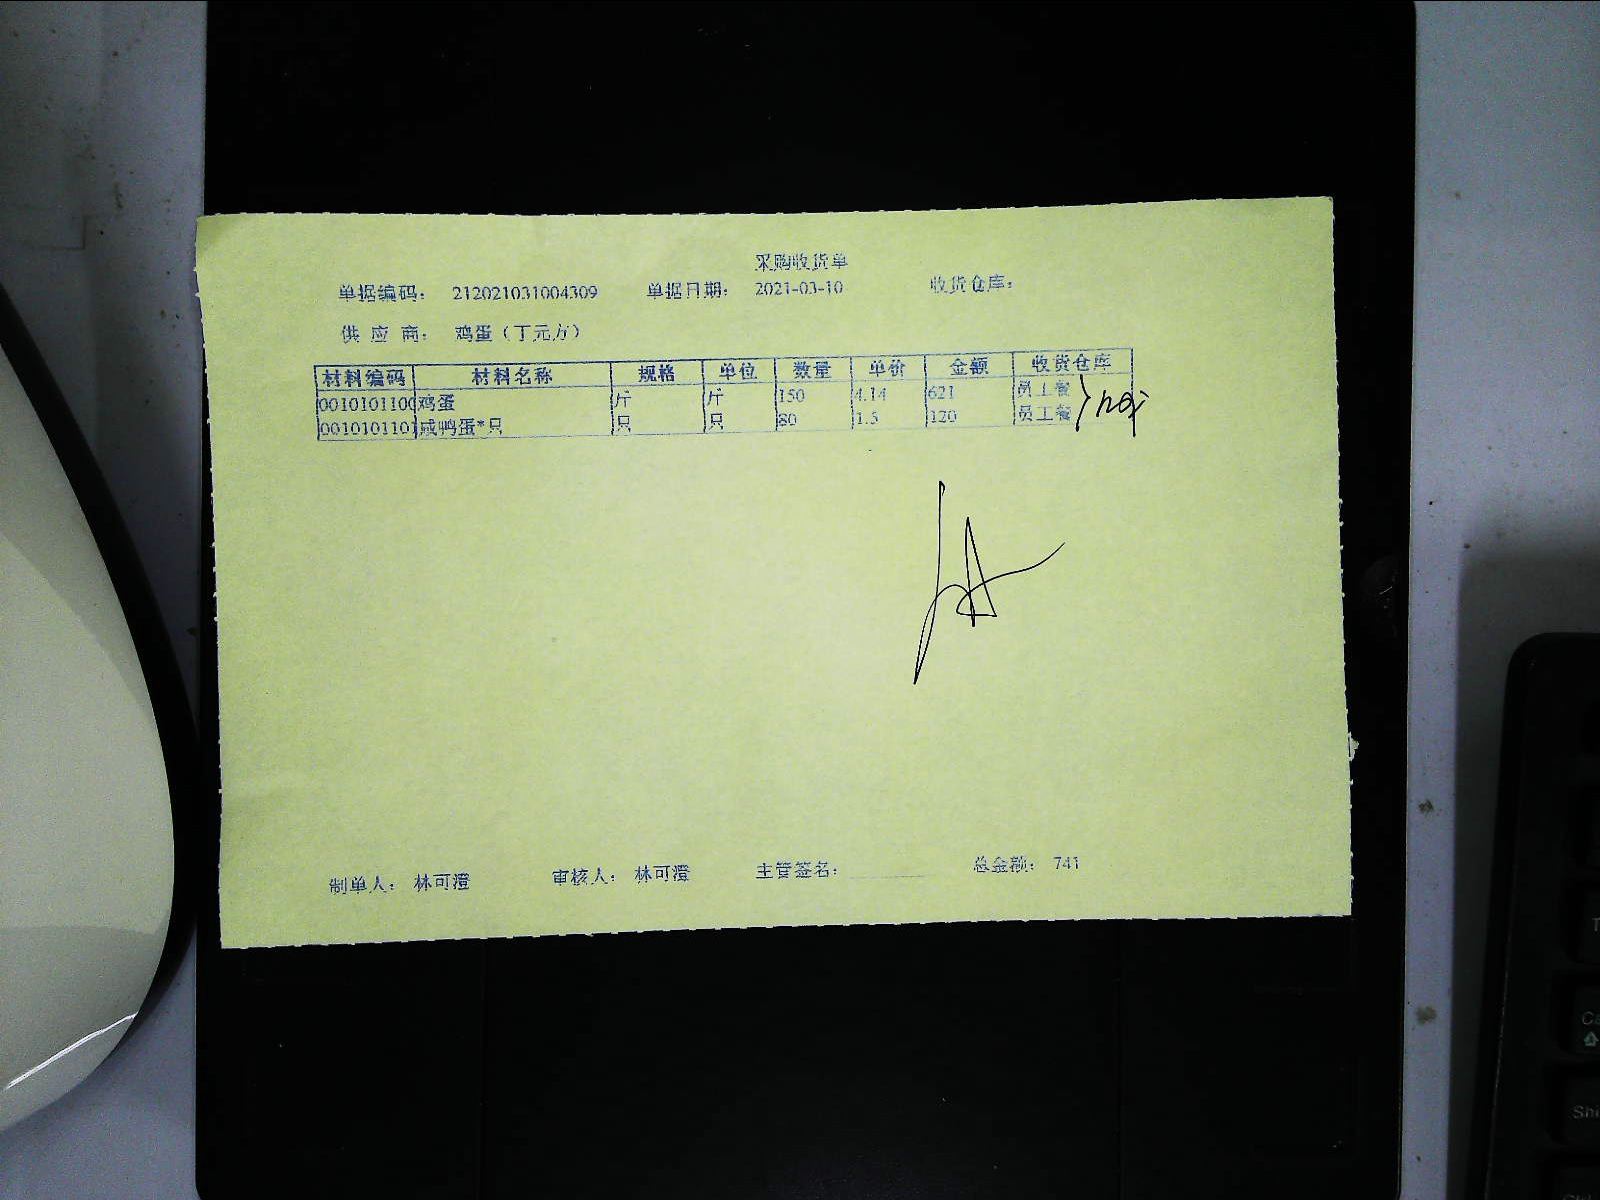 采购收货单
单据编码: 212021031004309 单据日期: 2021-03-10 收货仓库:
供应商: 鸡蛋(丁元方)
材料编码 材料名称 规格 单位 数量 单价 金额 收货仓库
0010101100 鸡蛋 斤 斤 150 4.14 621 员工餐
0010101101 咸鸭蛋*只 只 只 80 1.5 120 员工餐
制单人: 林可澄 审核人: 林可澄 主管签名: 总金额: 741